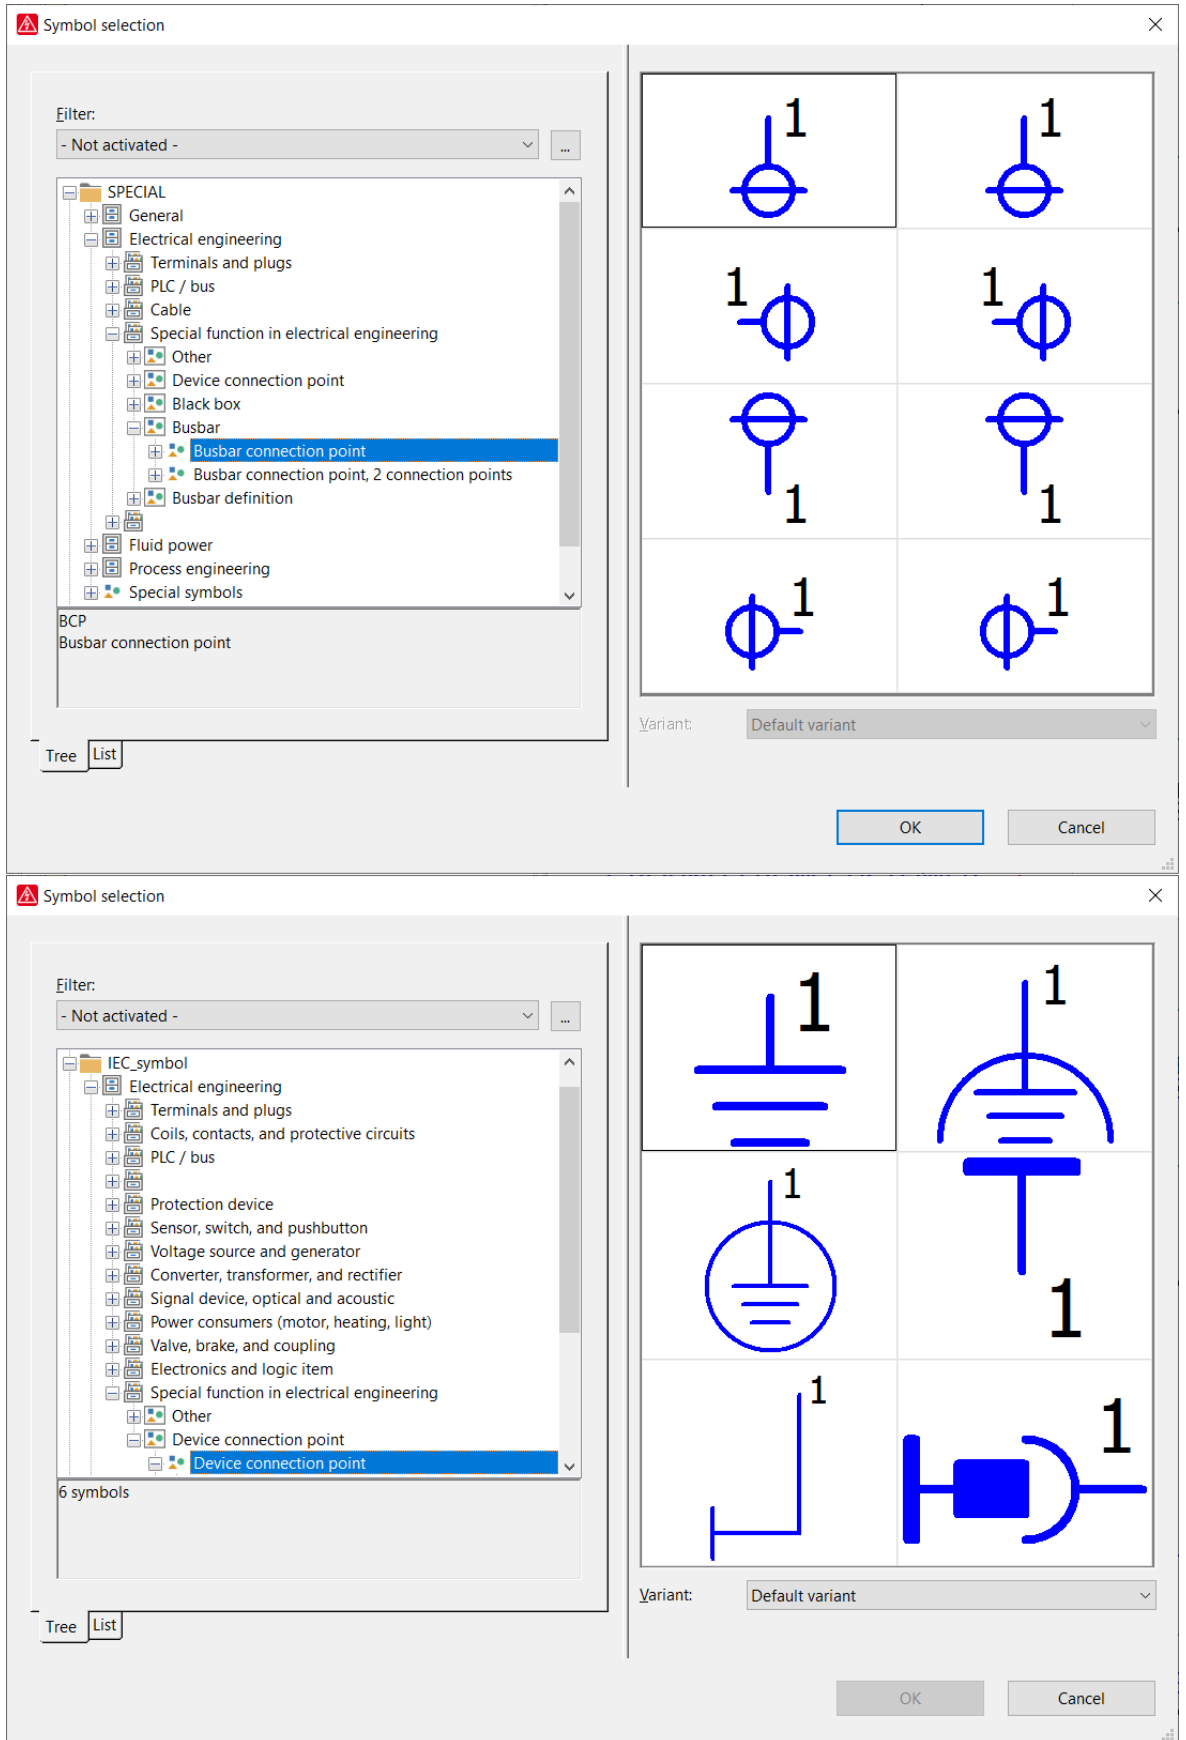 Symbol selection
Filter:
- Not activated -
...
SPECIAL
General
Electrical engineering
Terminals and plugs
PLC / bus
Cable
Special function in electrical engineering
Other
Device connection point
Black box
Busbar
Busbar connection point
Busbar connection point, 2 connection points
Busbar definition
Fluid power
Process engineering
Special symbols
BCP
Busbar connection point
Tree
List
1
1
1
1
1
1
1
1
Variant:
Default variant
OK
Cancel
Symbol selection
Filter:
- Not activated -
...
IEC_symbol
Electrical engineering
Terminals and plugs
Coils, contacts, and protective circuits
PLC / bus
Protection device
Sensor, switch, and pushbutton
Voltage source and generator
Converter, transformer, and rectifier
Signal device, optical and acoustic
Power consumers (motor, heating, light)
Valve, brake, and coupling
Electronics and logic item
Special function in electrical engineering
Other
Device connection point
Device connection point
6 symbols
Tree
List
1
1
1
1
1
1
Variant:
Default variant
OK
Cancel